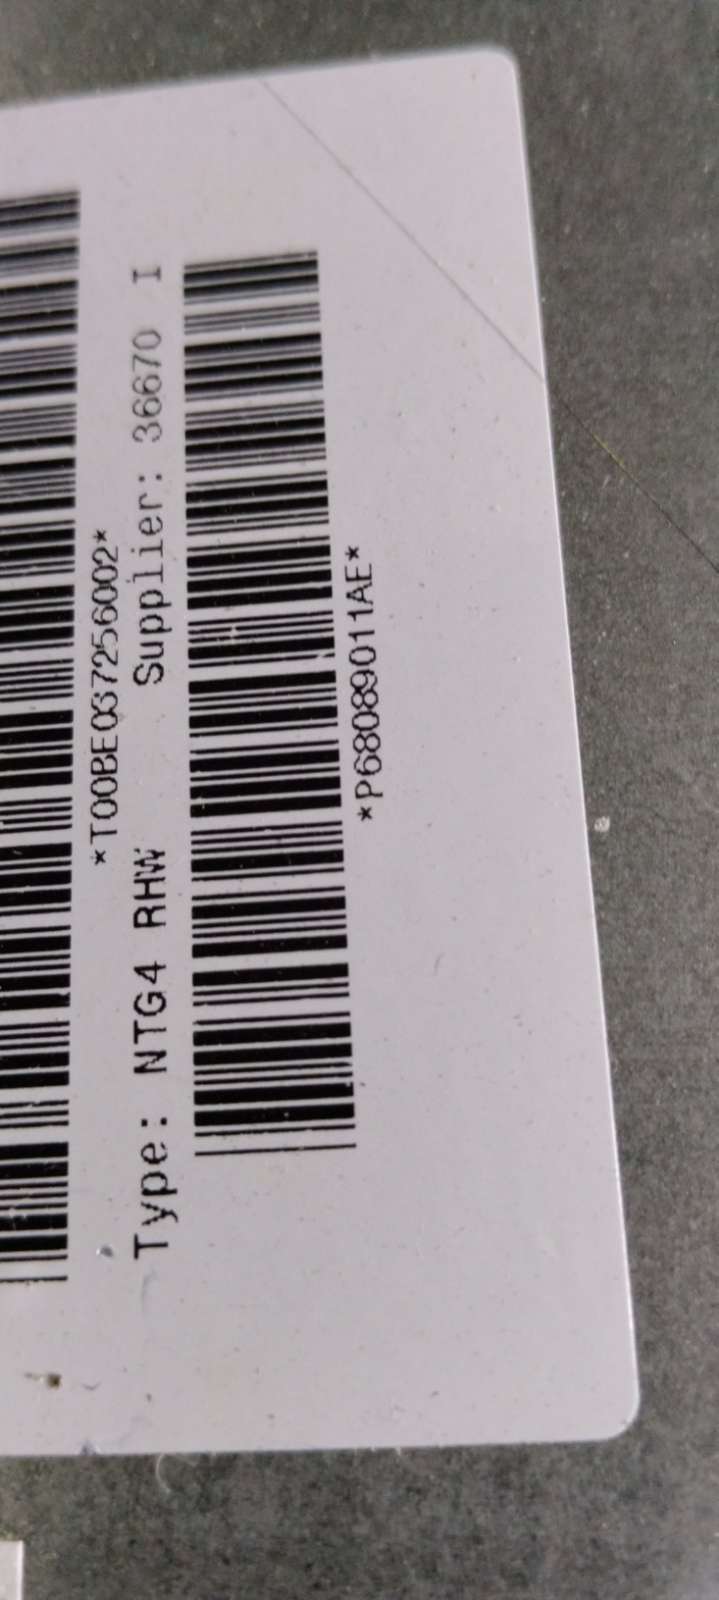 *T00BE037256002*
Type: NTG4 RHW Supplier: 36670 I
*P68089011AE*